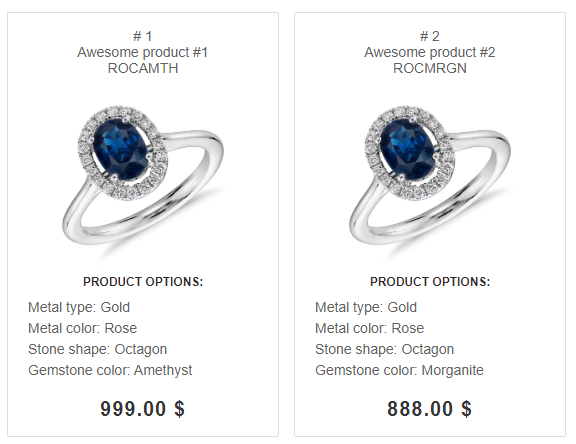 # 1
Awesome product #1
ROCAMTH
PRODUCT OPTIONS:
Metal type: Gold
Metal color: Rose
Stone shape: Octagon
Gemstone color: Amethyst
999.00 $
# 2
Awesome product #2
ROCMRGN
PRODUCT OPTIONS:
Metal type: Gold
Metal color: Rose
Stone shape: Octagon
Gemstone color: Morganite
888.00 $